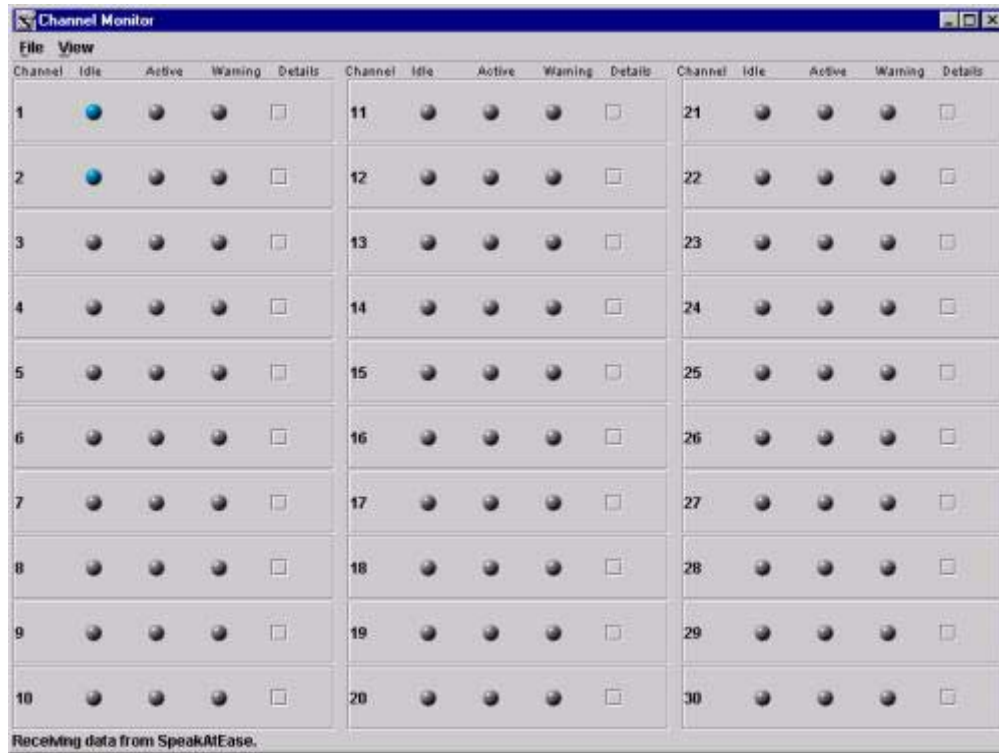 Channel Monitor
File View
Channel Idle Active Warning Details Channel Idle Active Warning Details Channel Idle Active Warning Details
1 11 21
2 12 22
3 13 23
4 14 24
5 15 25
6 16 26
7 17 27
8 18 28
9 19 29
10 20 30
Receiving data from SpeakAtEase.